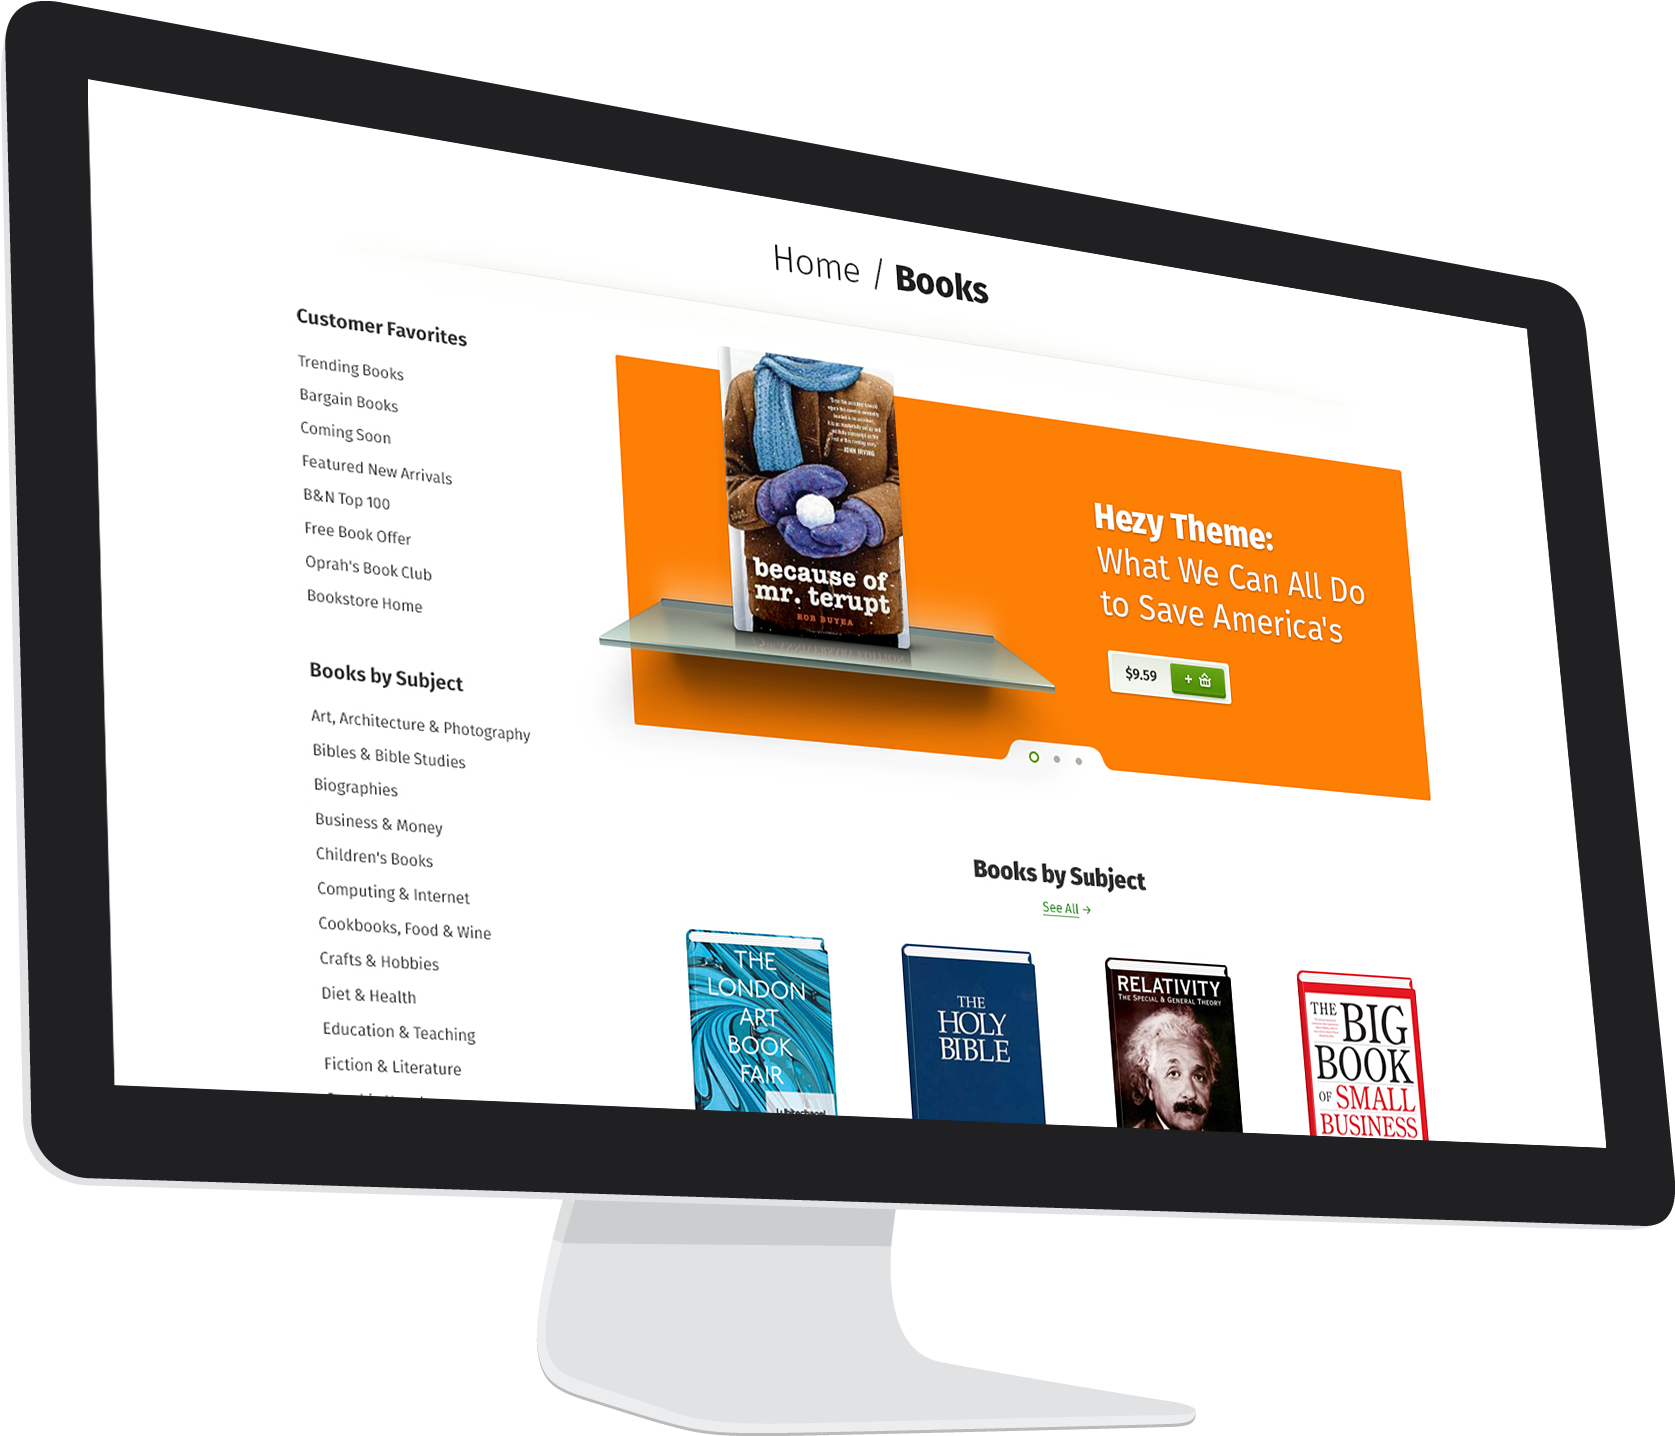 Home / Books
Customer Favorites
Trending Books
Bargain Books
Coming Soon
Featured New Arrivals
B&N Top 100
Free Book Offer
Oprah's Book Club
Bookstore Home
Books by Subject
Art, Architecture & Photography
Bibles & Bible Studies
Biographies
Business & Money
Children's Books
Computing & Internet
Cookbooks, Food & Wine
Crafts & Hobbies
Diet & Health
Education & Teaching
Fiction & Literature
—JOHN IRVING
because of
mr. terupt
ROB BUYEA
Hezy Theme:
What We Can All Do
to Save America's
$9.59 +
Books by Subject
See All →
THE
LONDON
ART
BOOK
FAIR
THE
HOLY
BIBLE
RELATIVITY
THE SPECIAL & GENERAL THEORY
THE BIG
BOOK
OF SMALL
BUSINESS